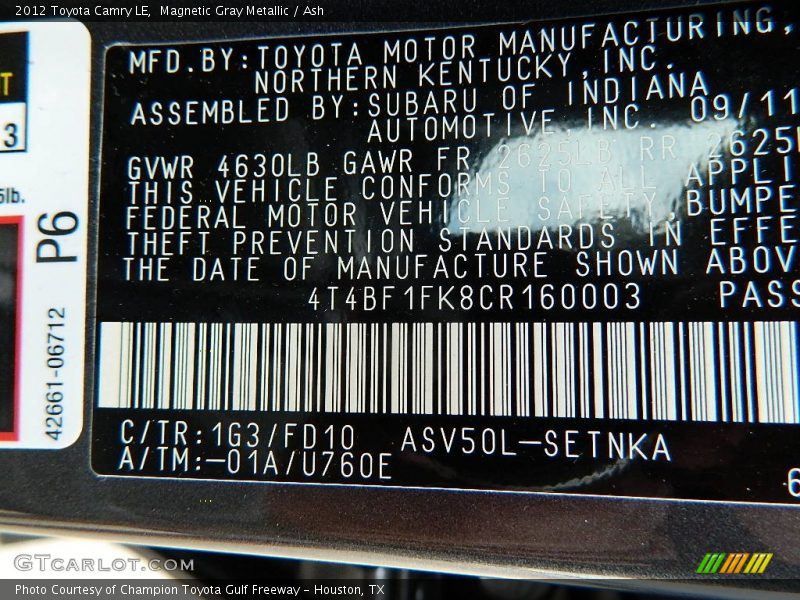 2012 Toyota Camry LE,  Magnetic Gray Metallic / Ash
MFD.BY:TOYOTA MOTOR MANUFACTURING,
NORTHERN KENTUCKY,INC.
ASSEMBLED BY:SUBARU OF INDIANA
AUTOMOTIVE,INC. 09/11
GVWR 4630LB GAWR FR 2625LB RR 2625
THIS VEHICLE CONFORMS TO ALL APPLI
FEDERAL MOTOR VEHICLE SAFETY,BUMPE
THEFT PREVENTION STANDARDS IN EFFE
THE DATE OF MANUFACTURE SHOWN ABOV
4T4BF1FK8CR160003 PASS
C/TR:1G3/FD10 ASV50L-SETNKA
A/TM:-01A/U760E
6
T
3
5lb.
P6
42661-06712
GTCARLOT.COM
Photo Courtesy of Champion Toyota Gulf Freeway - Houston, TX